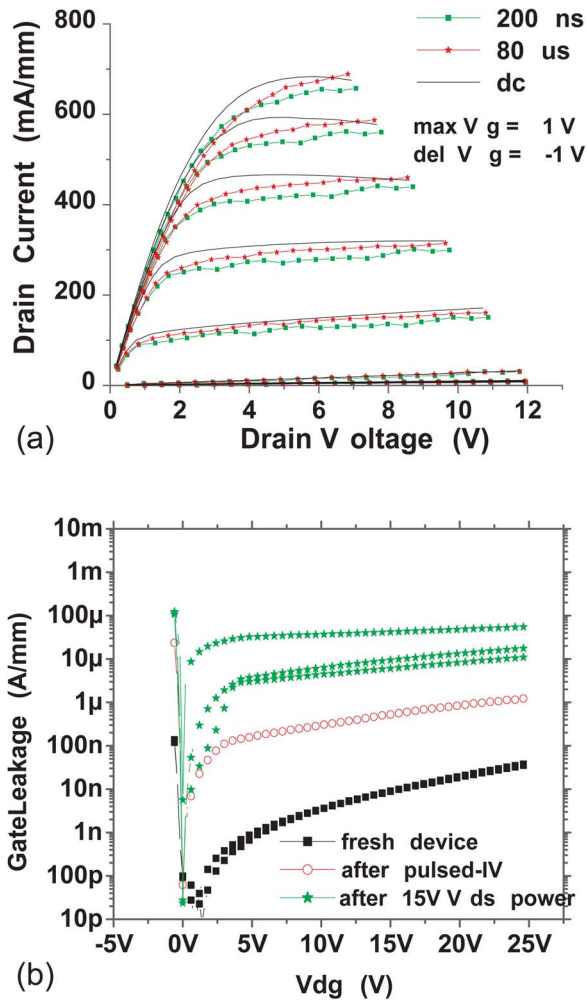 800
600
400
200
0
Drain Current (mA/mm)
200 ns
80 us
dc
max V g = 1 V
del V g = -1 V
0 2 4 6 8 10 12
(a)
Drain V oltage (V)
10m
1m
100µ
10µ
1µ
100n
10n
1n
100p
10p
GateLeakage (A/mm)
fresh device
after pulsed-IV
after 15V V ds power
-5V 0V 5V 10V 15V 20V 25V
(b)
Vdg (V)